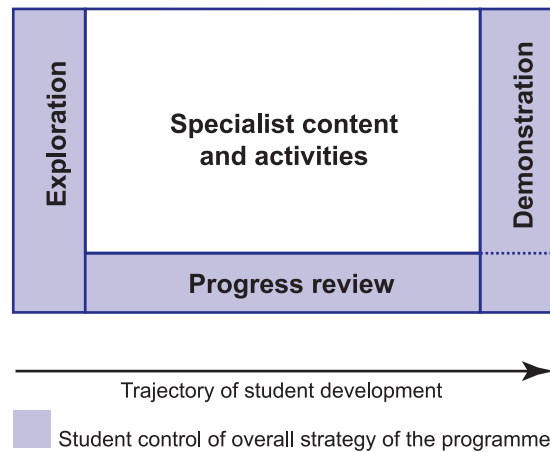 Exploration
Specialist content
and activities
Demonstration
Progress review
Trajectory of student development
Student control of overall strategy of the programme